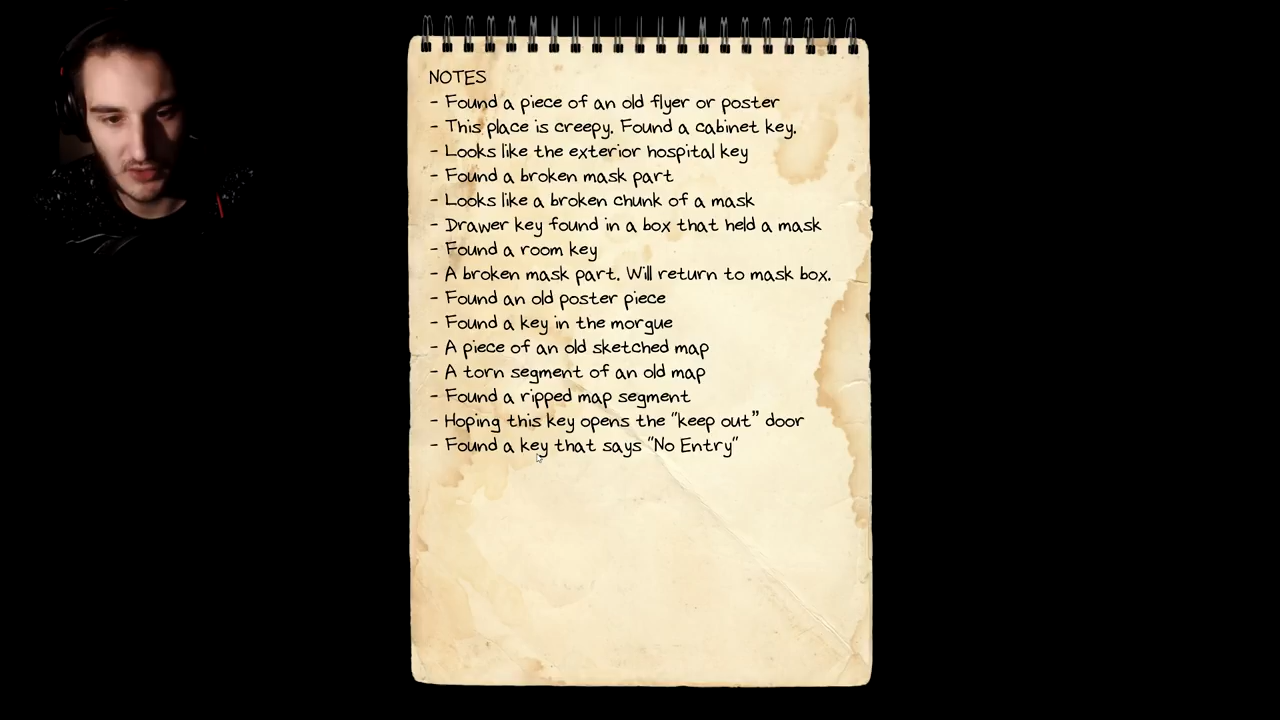 NOTES
- Found a piece of an old flyer or poster
- This place is creepy. Found a cabinet key.
- Looks like the exterior hospital key
- Found a broken mask part
- Looks like a broken chunk of a mask
- Drawer key found in a box that held a mask
- Found a room key
- A broken mask part. Will return to mask box.
- Found an old poster piece
- Found a key in the morgue
- A piece of an old sketched map
- A torn segment of an old map
- Found a ripped map segment
- Hoping this key opens the "keep out" door
- Found a key that says "No Entry"